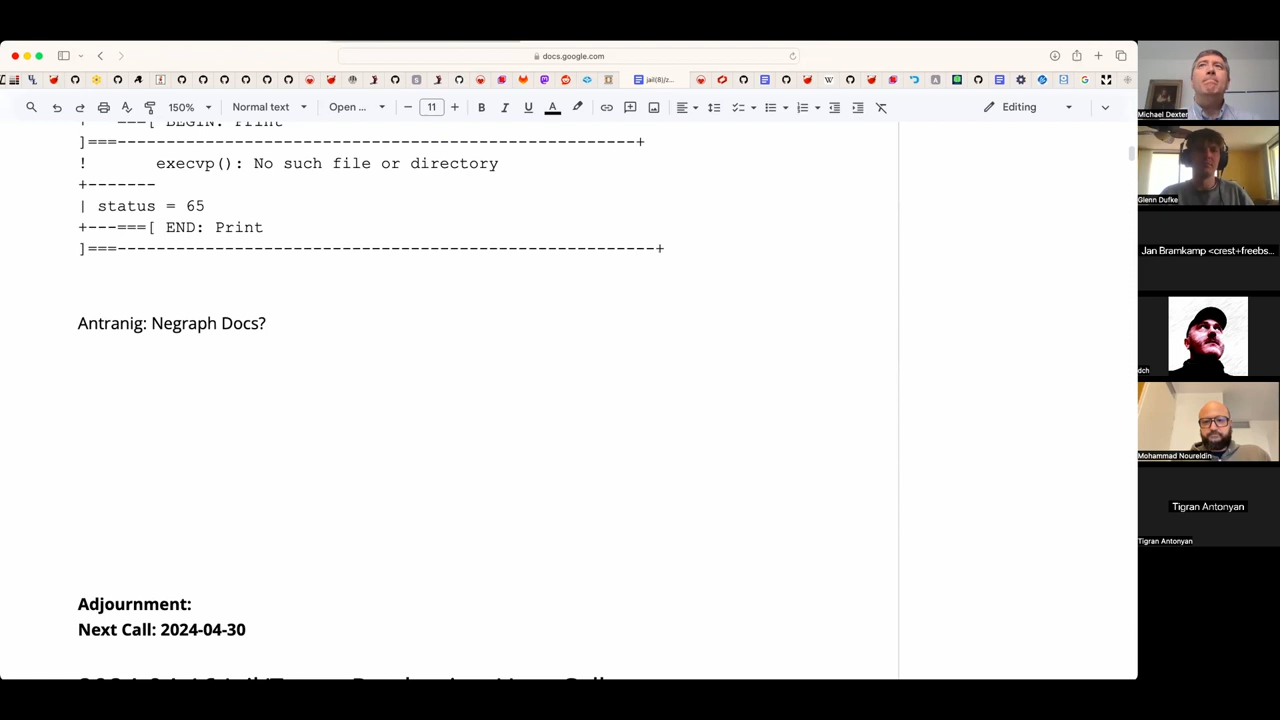 docs.google.com
jail(8)/z...
150%
Normal text
Open ...
11
Editing
+ ===[ BEGIN: Print
]===-----------------------------------------------------+
! execvp(): No such file or directory
+-------
| status = 65
+---===[ END: Print
]===-------------------------------------------------------+
Antranig: Negraph Docs?
Adjournment:
Next Call: 2024-04-30
Michael Dexter
Glenn Dufke
Jan Bramkamp <crest+freebs...
dch
Mohammad Noureldin
Tigran Antonyan
Tigran Antonyan